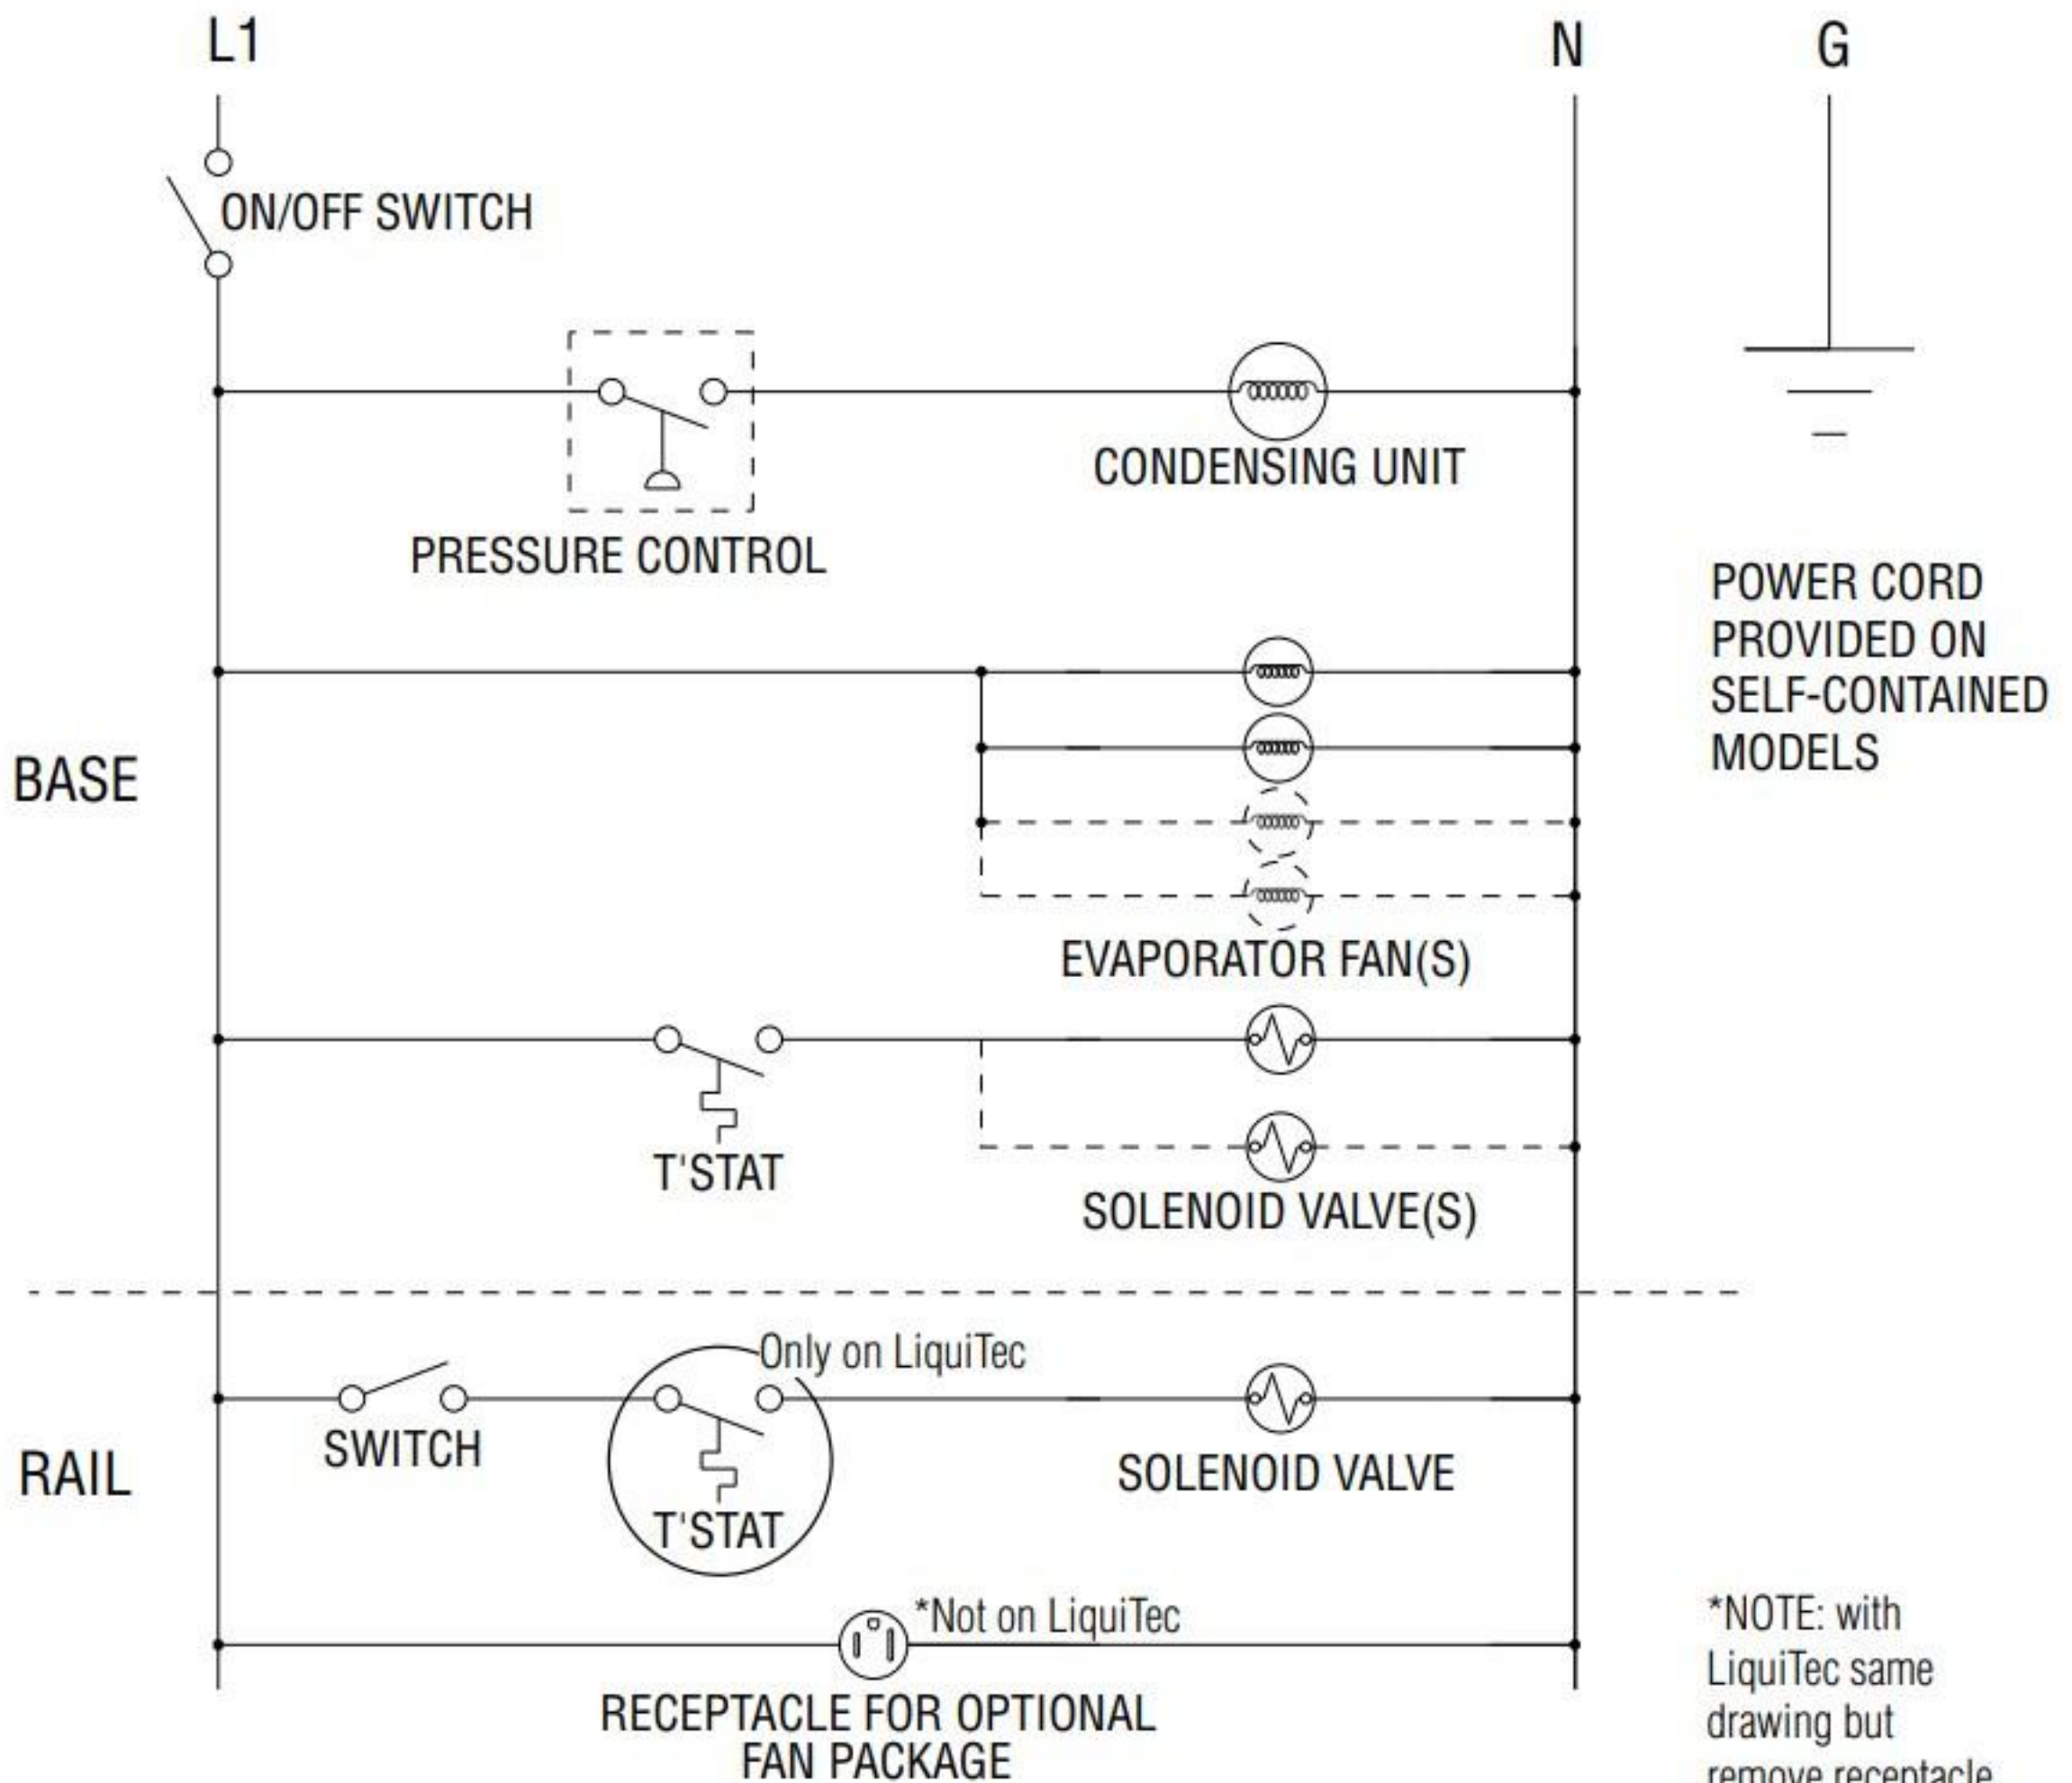 L1
N
G
ON/OFF SWITCH
CONDENSING UNIT
PRESSURE CONTROL
POWER CORD
PROVIDED ON
SELF-CONTAINED
MODELS
BASE
EVAPORATOR FAN(S)
T'STAT
SOLENOID VALVE(S)
Only on LiquiTec
SWITCH
RAIL
SOLENOID VALVE
T'STAT
*Not on LiquiTec
RECEPTACLE FOR OPTIONAL
FAN PACKAGE
*NOTE: with
LiquiTec same
drawing but
remove receptacle